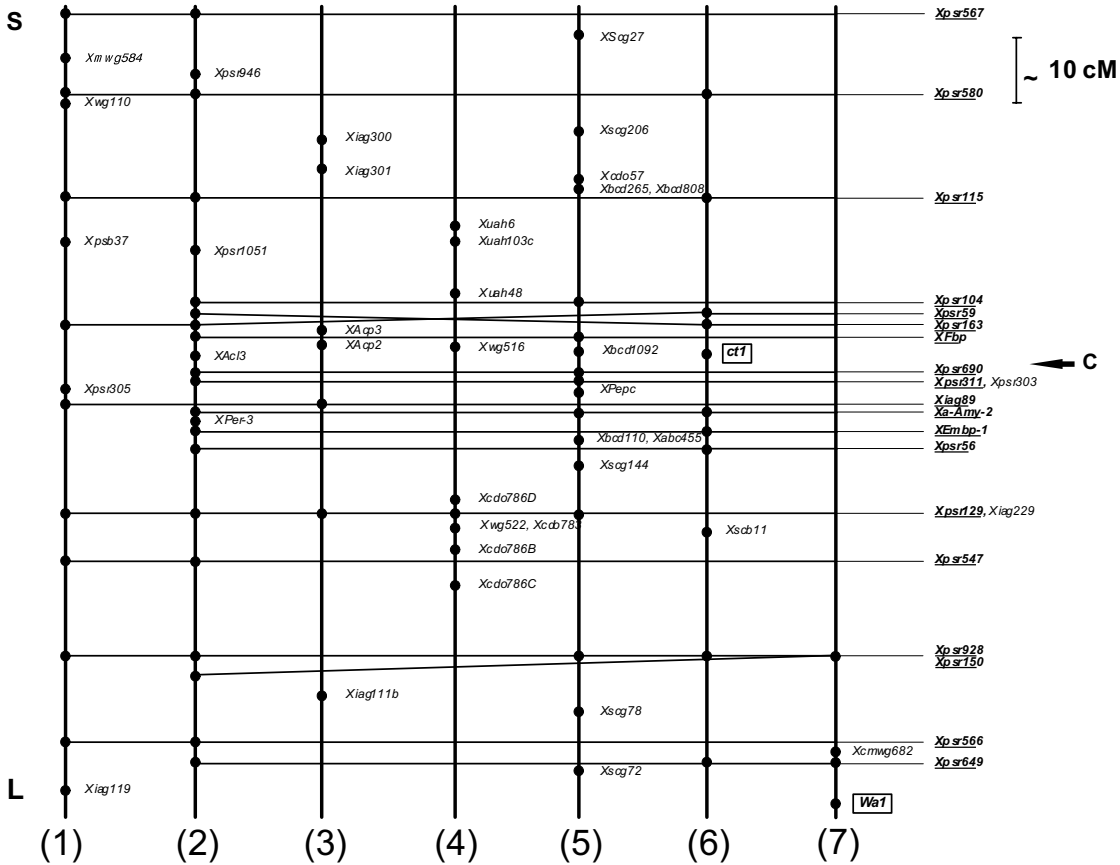 S
Xpsr567
XScg27
Xmwg584
~ 10 cM
Xpsr946
Xpsr580
Xwg110
Xscg206
Xiag300
Xiag301
Xcdo57
Xbcd265, Xbcd808
Xpsr115
Xuah6
Xpsb37
Xuah103c
Xpsr1051
Xuah48
Xpsr104
Xpsr59
Xpsr163
XAcp3
XFbp
XAcp2
Xwg516
Xbcd1092
ct1
XAcl3
C
Xpsr690
Xpsr311, Xpsr303
Xpsr305
XPepc
Xiag89
Xa-Amy-2
XPer-3
XEmbp-1
Xbcd110, Xabc455
Xpsr56
Xscg144
Xcdo786D
Xpsr129, Xiag229
Xwg522, Xcdo783
Xscb11
Xcdo786B
Xpsr547
Xcdo786C
Xpsr928
Xpsr150
Xiag111b
Xscg78
Xpsr566
Xcmwg682
Xpsr649
Xscg72
L
Xiag119
Wa1
(1) (2) (3) (4) (5) (6) (7)